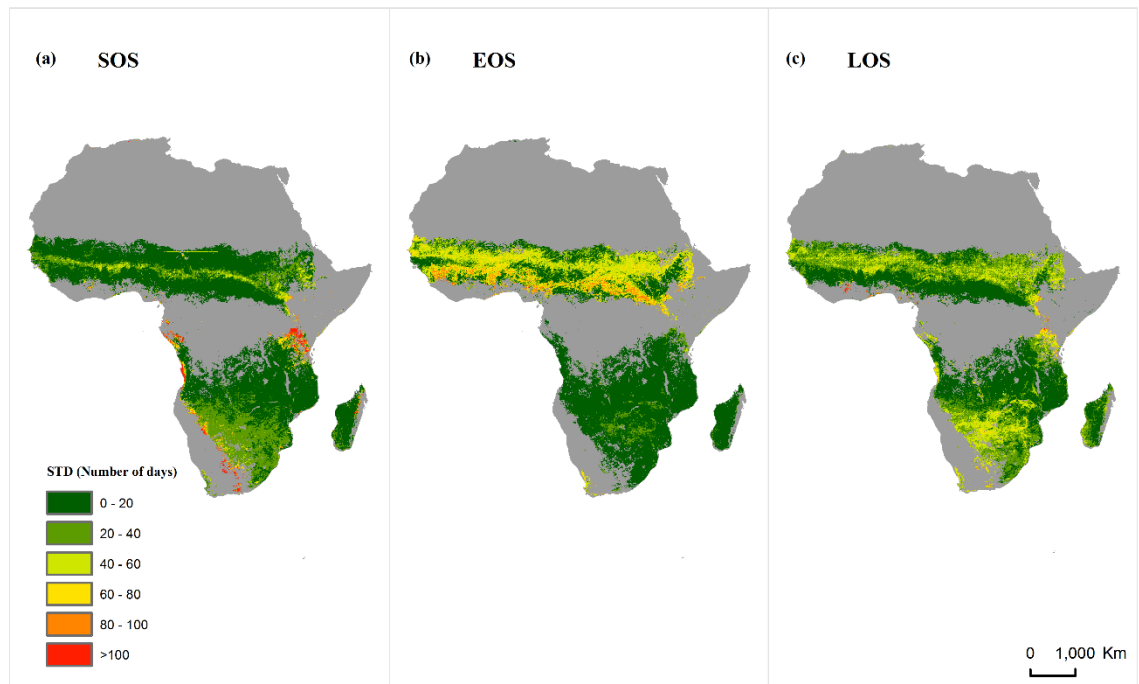 (a) SOS
(b) EOS
(c) LOS
STD (Number of days)
0 - 20
20 - 40
40 - 60
60 - 80
80 - 100
>100
0 1,000 Km